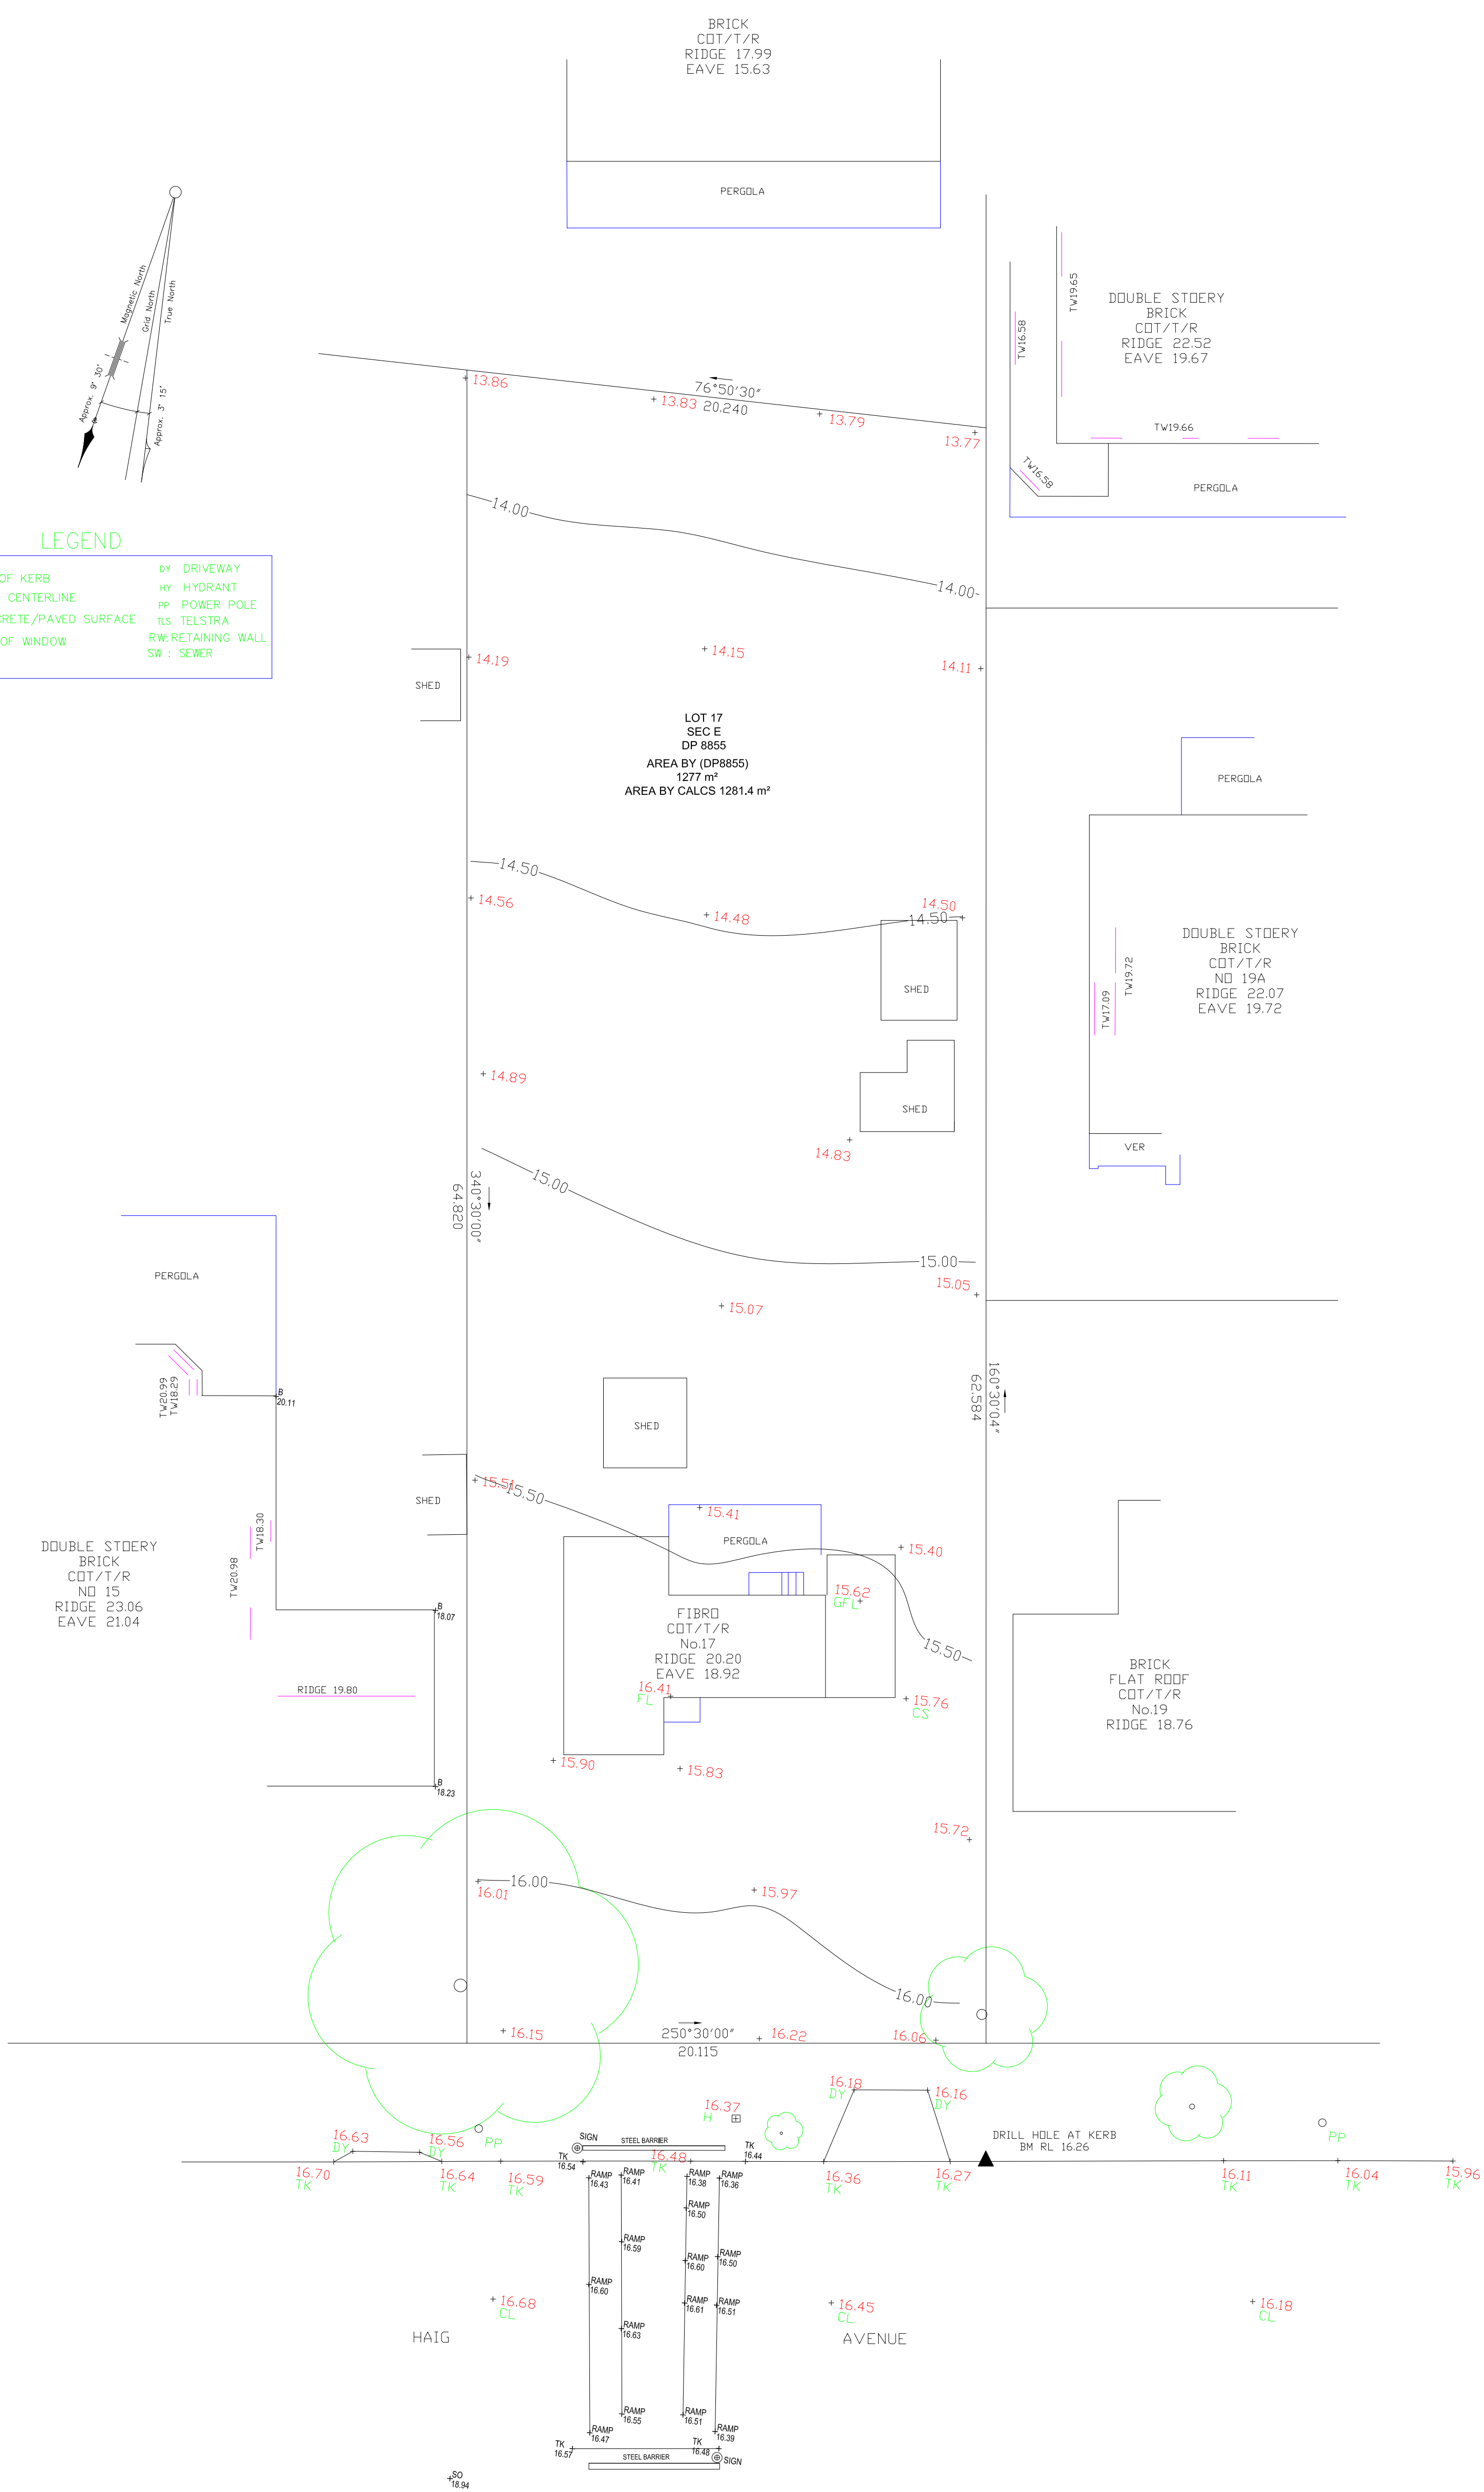 BRICK
COT/T/R
RIDGE 17.99
EAVE 15.63
PERGOLA
Magnetic North
Grid North
True North
Approx. 9° 30'
Approx. 3° 15'
TW19.65
TW16.58
DOUBLE STOERY
BRICK
COT/T/R
RIDGE 22.52
EAVE 19.67
TW19.66
TW16.58
PERGOLA
13.86
76°50'30"
13.83
20.240
13.79
13.77
14.00
14.00
LEGEND
OF KERB
CENTERLINE
RETE/PAVED SURFACE
OF WINDOW
DY DRIVEWAY
HY HYDRANT
PP POWER POLE
TLS TELSTRA
RW: RETAINING WALL
SW : SEWER
SHED
14.19
14.15
14.11
LOT 17
SEC E
DP 8855
AREA BY (DP8855)
1277 m²
AREA BY CALCS 1281.4 m²
PERGOLA
14.50
14.56
14.48
14.50
14.50
SHED
DOUBLE STOERY
BRICK
COT/T/R
NO 19A
RIDGE 22.07
EAVE 19.72
TW19.72
TW17.09
14.89
SHED
14.83
VER
340°30'00"
64.820
15.00
15.00
15.05
15.07
PERGOLA
160°30'04"
62.584
TW20.99
TW18.29
B
20.11
SHED
15.51
15.50
SHED
15.41
PERGOLA
15.40
TW18.30
TW20.98
DOUBLE STOERY
BRICK
COT/T/R
NO 15
RIDGE 23.06
EAVE 21.04
B
18.07
15.62
GFL
FIBRO
COT/T/R
No.17
RIDGE 20.20
EAVE 18.92
15.50
16.41
FL
15.76
CS
BRICK
FLAT ROOF
COT/T/R
No.19
RIDGE 18.76
RIDGE 19.80
15.90
15.83
B
18.23
15.72
16.00
16.01
15.97
16.00
16.15
250°30'00"
20.115
16.22
16.06
16.18
DY
16.16
DY
16.37
H
16.63
DY
16.56
DY
PP
SIGN
STEEL BARRIER
DRILL HOLE AT KERB
BM RL 16.26
PP
16.70
TK
16.64
TK
16.59
TK
TK
16.54
16.48
TK
TK
16.44
16.36
TK
16.27
TK
16.11
TK
16.04
TK
15.96
TK
RAMP
16.43
RAMP
16.41
RAMP
16.38
RAMP
16.36
RAMP
16.50
RAMP
16.59
RAMP
16.60
RAMP
16.50
RAMP
16.60
RAMP
16.61
RAMP
16.51
16.68
CL
16.45
CL
16.18
CL
RAMP
16.63
HAIG
AVENUE
RAMP
16.55
RAMP
16.51
RAMP
16.47
RAMP
16.39
TK
16.57
TK
16.48
SIGN
STEEL BARRIER
SO
18.94